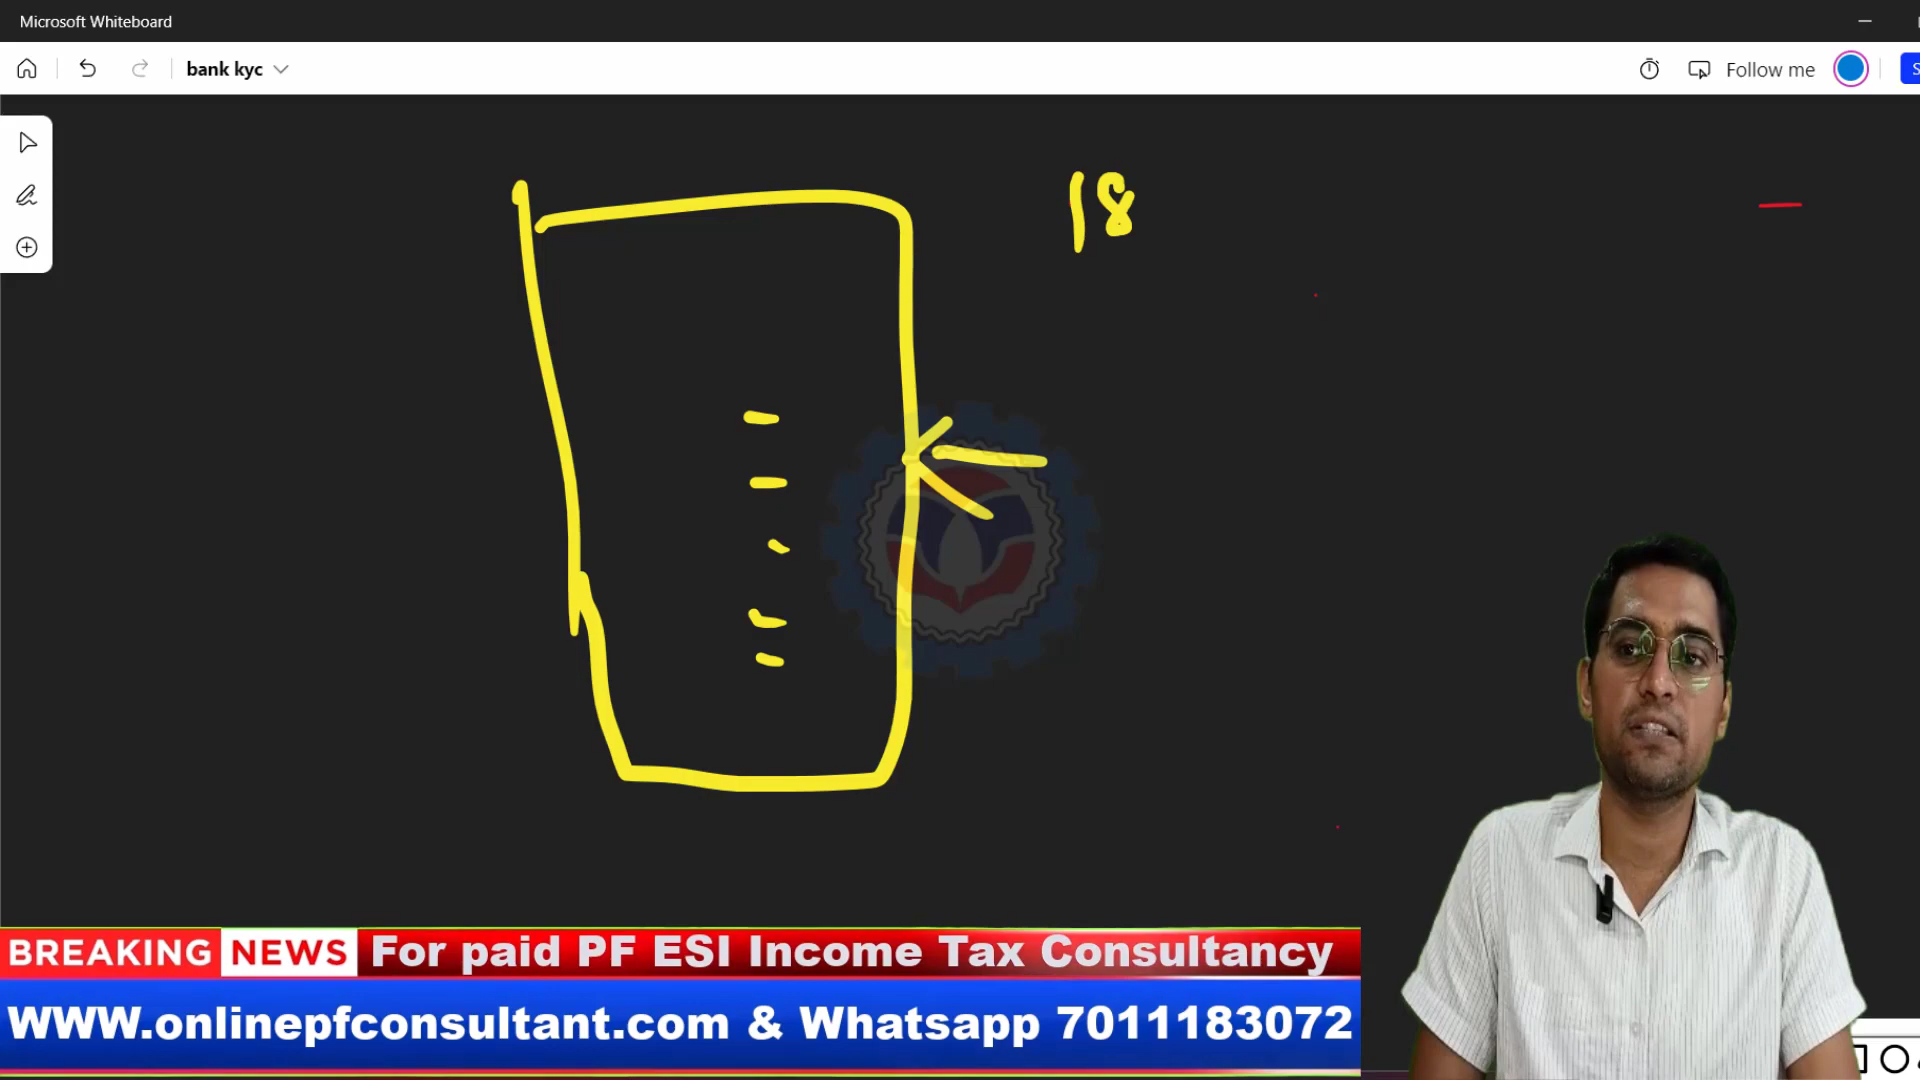 Microsoft Whiteboard
bank kyc
Follow me
S
18
BREAKING NEWS For paid PF ESI Income Tax Consultancy
WWW.onlinepfconsultant.com & Whatsapp 7011183072